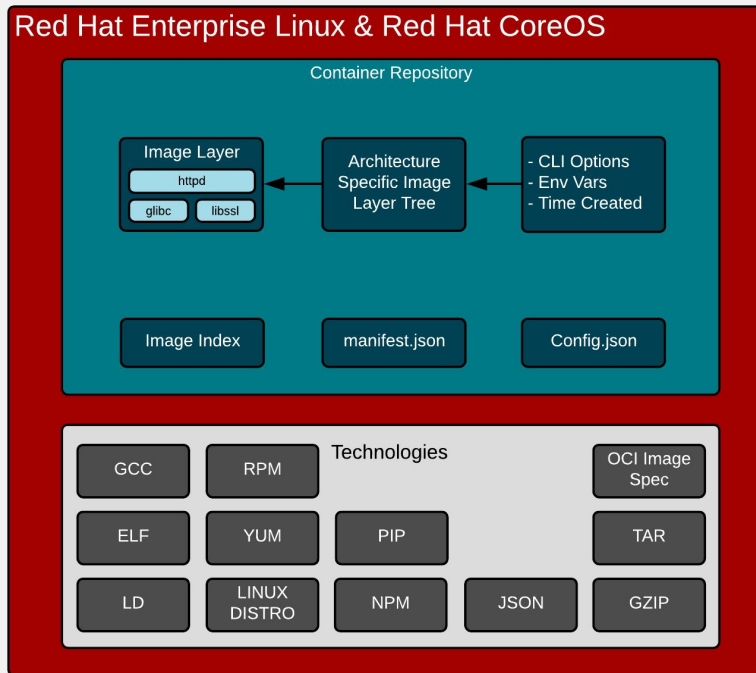 Red Hat Enterprise Linux & Red Hat CoreOS
Container Repository
Image Layer
httpd
glibc
libssl
Architecture
Specific Image
Layer Tree
- CLI Options
- Env Vars
- Time Created
Image Index
manifest.json
Config.json
Technologies
GCC
RPM
OCI Image
Spec
ELF
YUM
PIP
TAR
LD
LINUX
DISTRO
NPM
JSON
GZIP